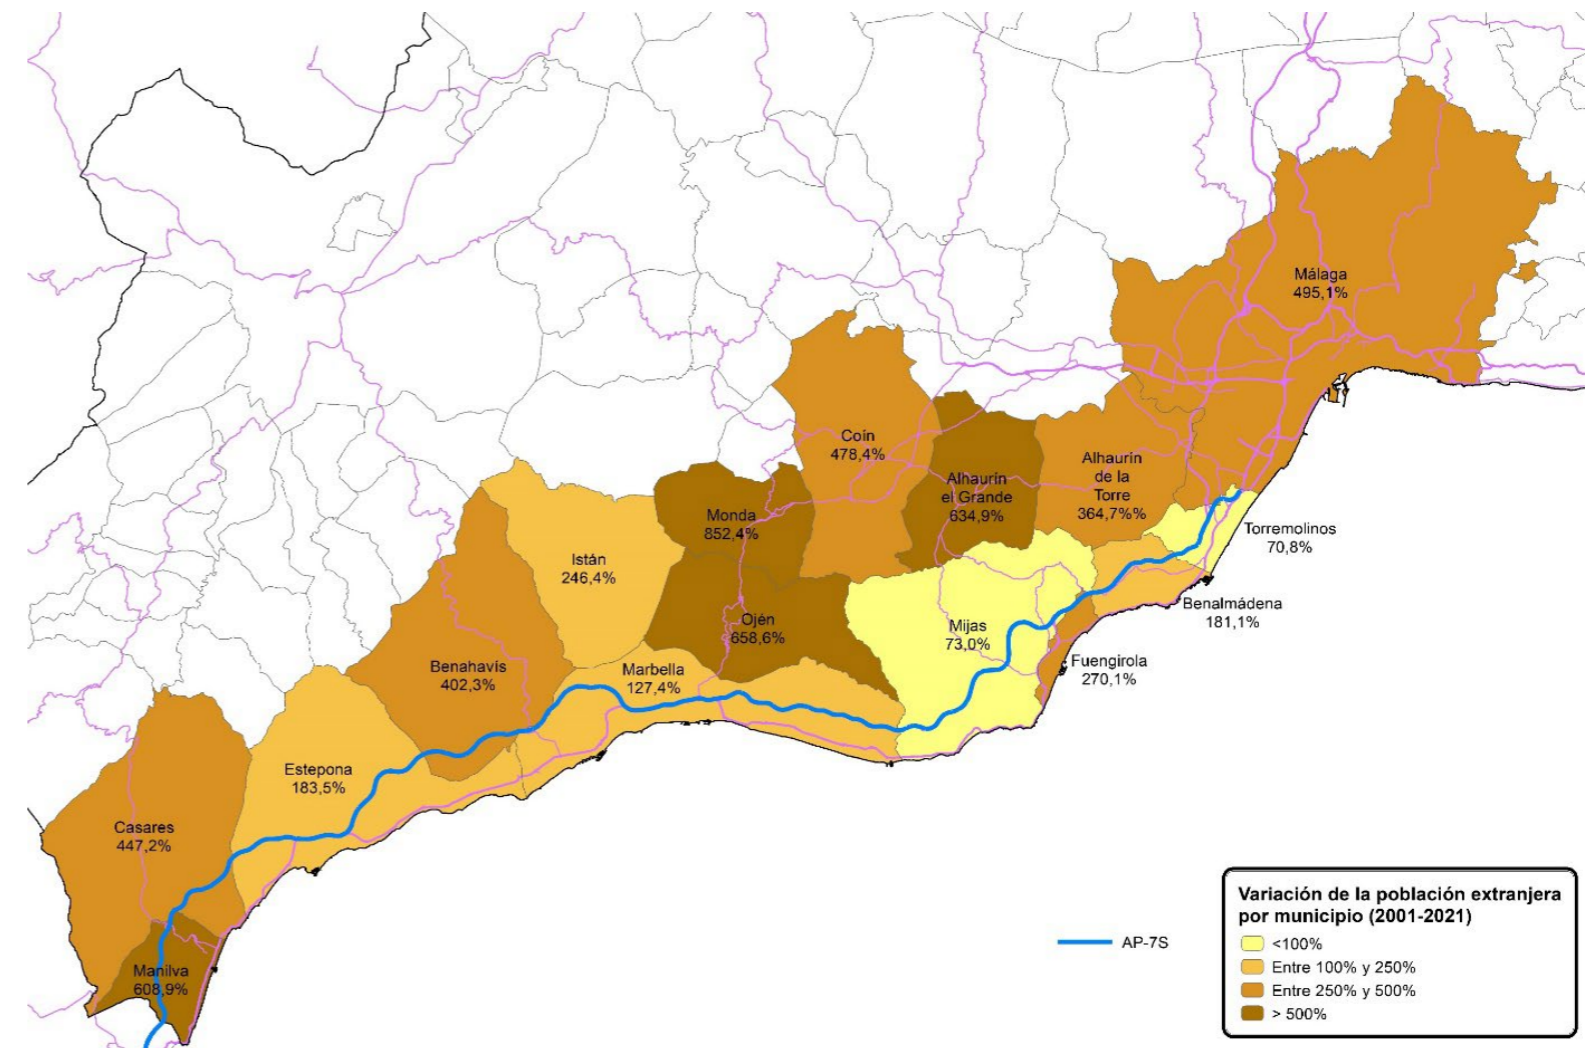 Málaga
495,1%
Coín
478,4%
Alhaurín
el Grande
634,9%
Alhaurín
de la
Torre
364,7%%
Monda
852,4%
Torremolinos
70,8%
Istán
246,4%
Benalmádena
181,1%
Ojén
658,6%
Mijas
73,0%
Benahavís
402,3%
Marbella
127,4%
Fuengirola
270,1%
Estepona
183,5%
Casares
447,2%
Manilva
608,9%
AP-7S
Variación de la población extranjera
por municipio (2001-2021)
<100%
Entre 100% y 250%
Entre 250% y 500%
> 500%